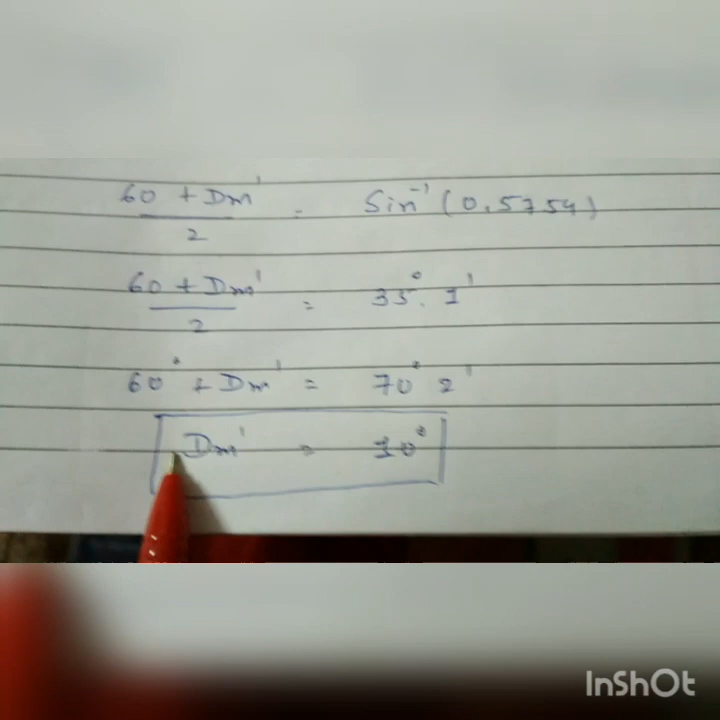 60 + Dm' / 2 = Sin⁻¹ (0.5754)
60 + Dm' / 2 = 35°. 1'
60° + Dm' = 70° 2'
Dm' = 10°
InShOt